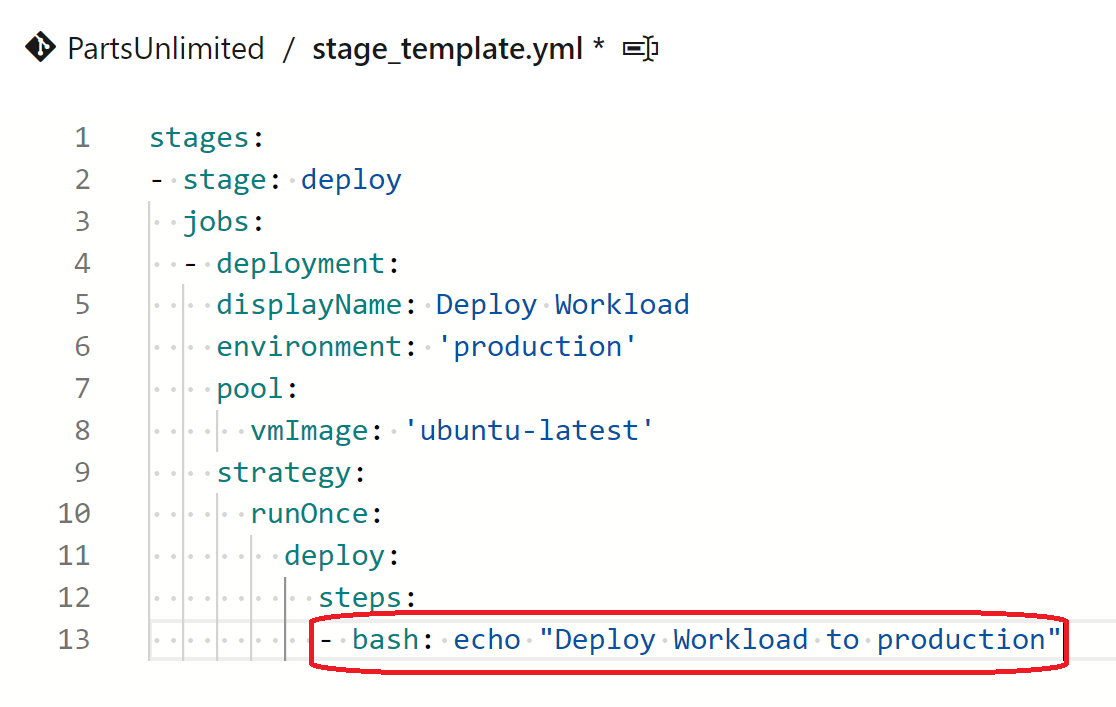 PartsUnlimited / stage_template.yml *
1 stages:
2 - stage: deploy
3   jobs:
4   - deployment:
5     displayName: Deploy Workload
6     environment: 'production'
7     pool:
8       vmImage: 'ubuntu-latest'
9     strategy:
10       runOnce:
11         deploy:
12           steps:
13           - bash: echo "Deploy Workload to production"